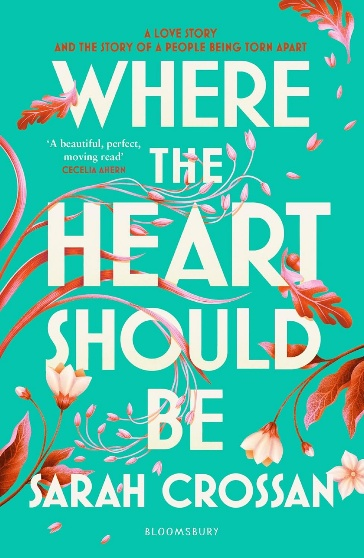 A LOVE STORY
AND THE STORY OF A PEOPLE BEING TORN APART
WHERE
'A beautiful, perfect,
moving read'
CECELIA AHERN
THE
HEART
SHOULD
BE
SARAH CROSSAN
BLOOMSBURY